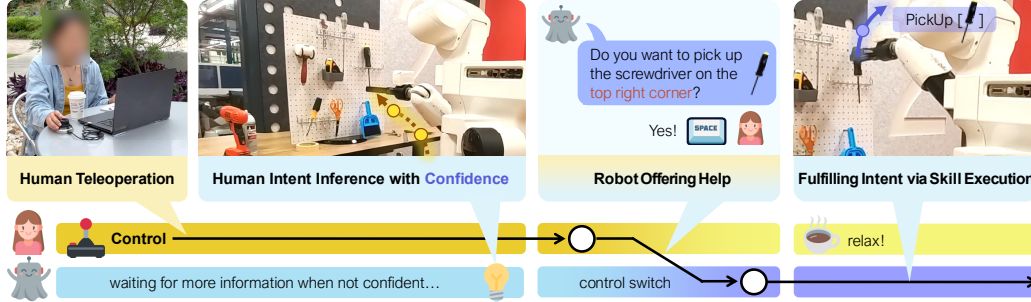 PickUp [ ]
Do you want to pick up
the screwdriver on the
top right corner?
Yes!
SPACE
Human Teleoperation
Human Intent Inference with Confidence
Robot Offering Help
Fulfilling Intent via Skill Execution
Control
relax!
waiting for more information when not confident…
control switch